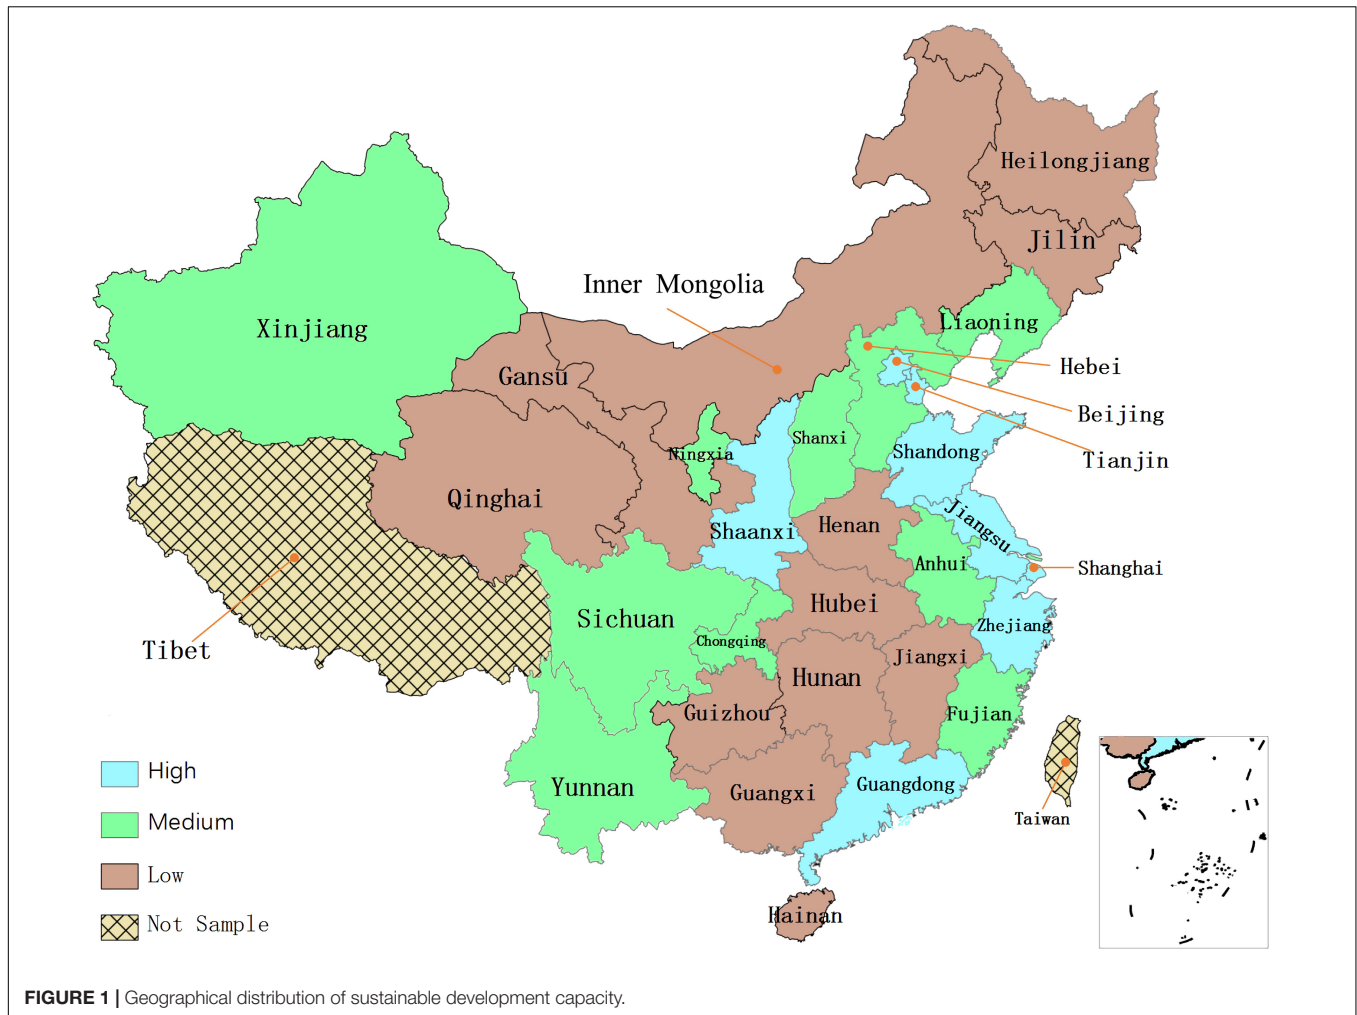 Heilongjiang
Jilin
Inner Mongolia
Liaoning
Xinjiang
Hebei
Gansu
Beijing
Shanxi
Ningxia
Shandong
Tianjin
Qinghai
Jiangsu
Henan
Shaanxi
Anhui
Shanghai
Hubei
Sichuan
Zhejiang
Chongqing
Tibet
Jiangxi
Hunan
Guizhou
Fujian
Guangdong
Yunnan
Guangxi
Taiwan
Hainan
High
Medium
Low
Not Sample
FIGURE 1 | Geographical distribution of sustainable development capacity.